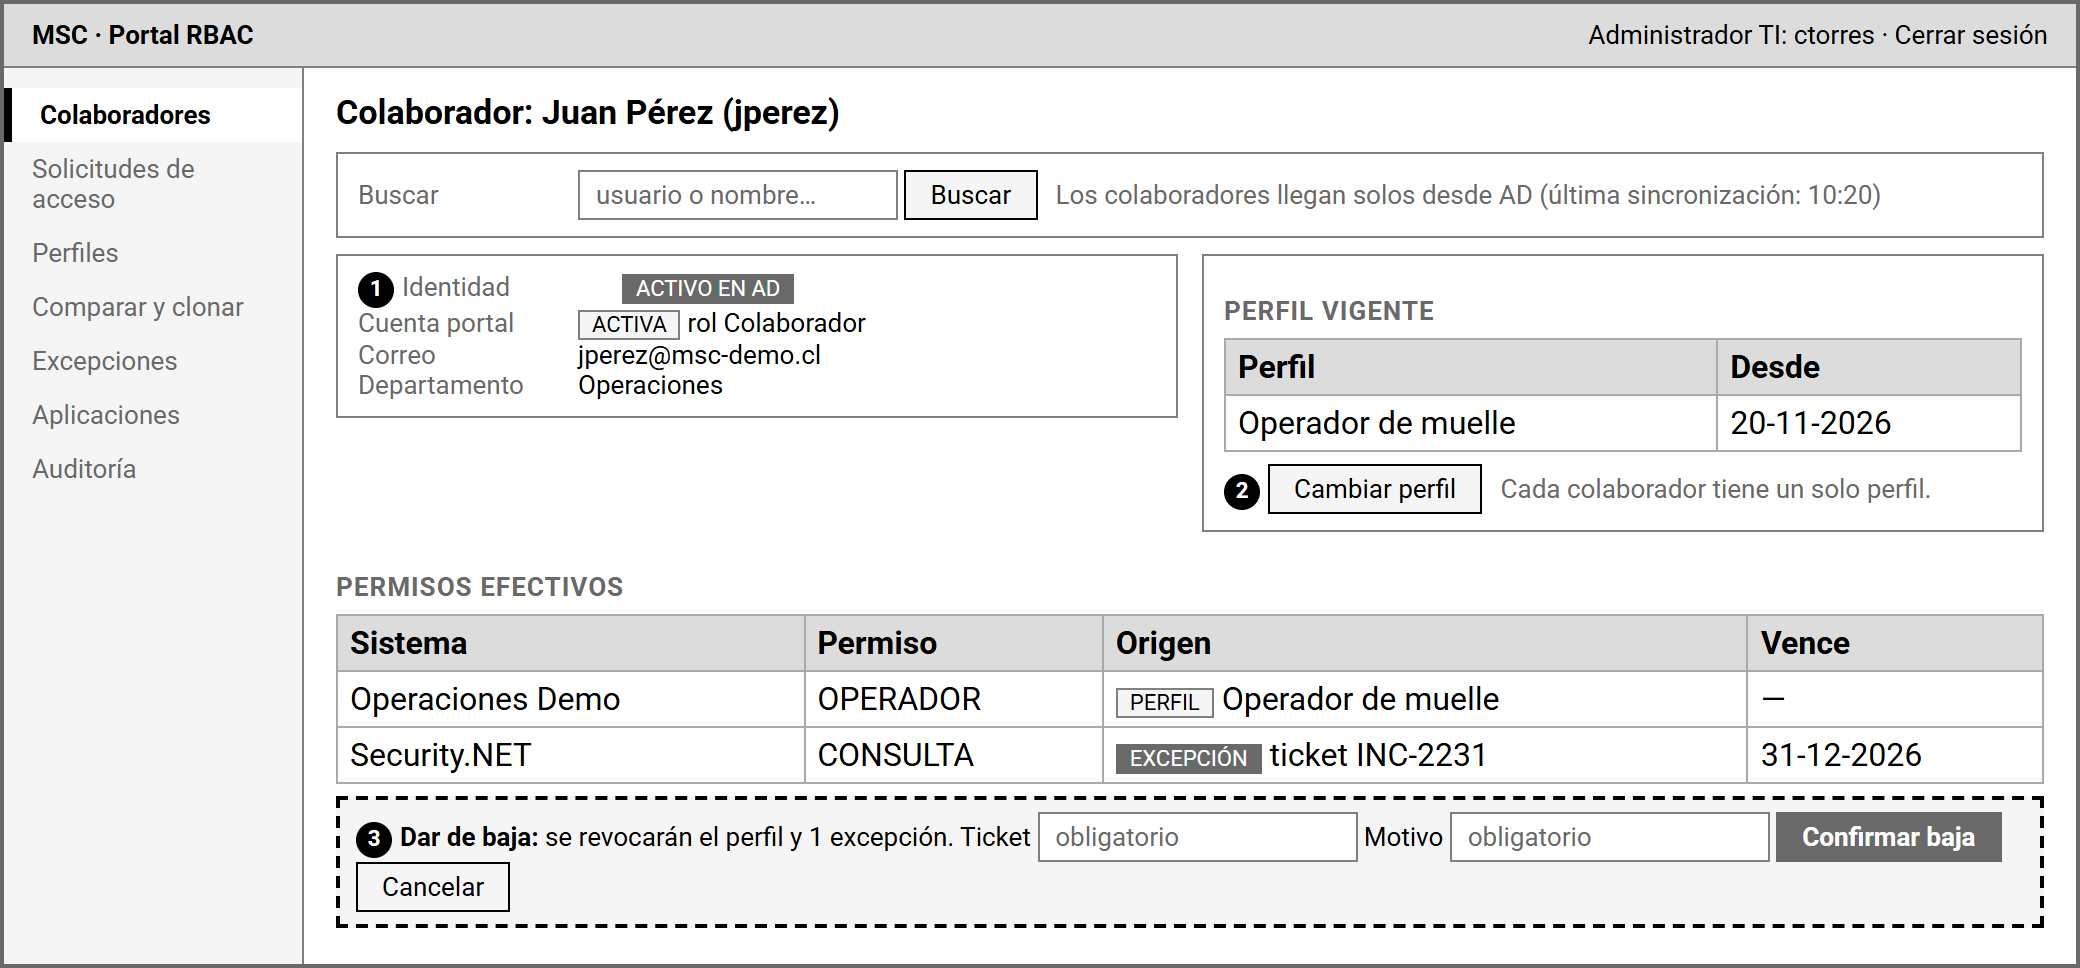 MSC · Portal RBAC
Administrador TI: ctorres · Cerrar sesión
Colaboradores
Solicitudes de
acceso
Perfiles
Comparar y clonar
Excepciones
Aplicaciones
Auditoría
Colaborador: Juan Pérez (jperez)
Buscar usuario o nombre... Buscar Los colaboradores llegan solos desde AD (última sincronización: 10:20)
1 Identidad ACTIVO EN AD
Cuenta portal ACTIVA rol Colaborador
Correo jperez@msc-demo.cl
Departamento Operaciones
PERFIL VIGENTE
Perfil Desde
Operador de muelle 20-11-2026
2 Cambiar perfil Cada colaborador tiene un solo perfil.
PERMISOS EFECTIVOS
Sistema Permiso Origen Vence
Operaciones Demo OPERADOR PERFIL Operador de muelle —
Security.NET CONSULTA EXCEPCIÓN ticket INC-2231 31-12-2026
3 Dar de baja: se revocarán el perfil y 1 excepción. Ticket obligatorio Motivo obligatorio Confirmar baja
Cancelar